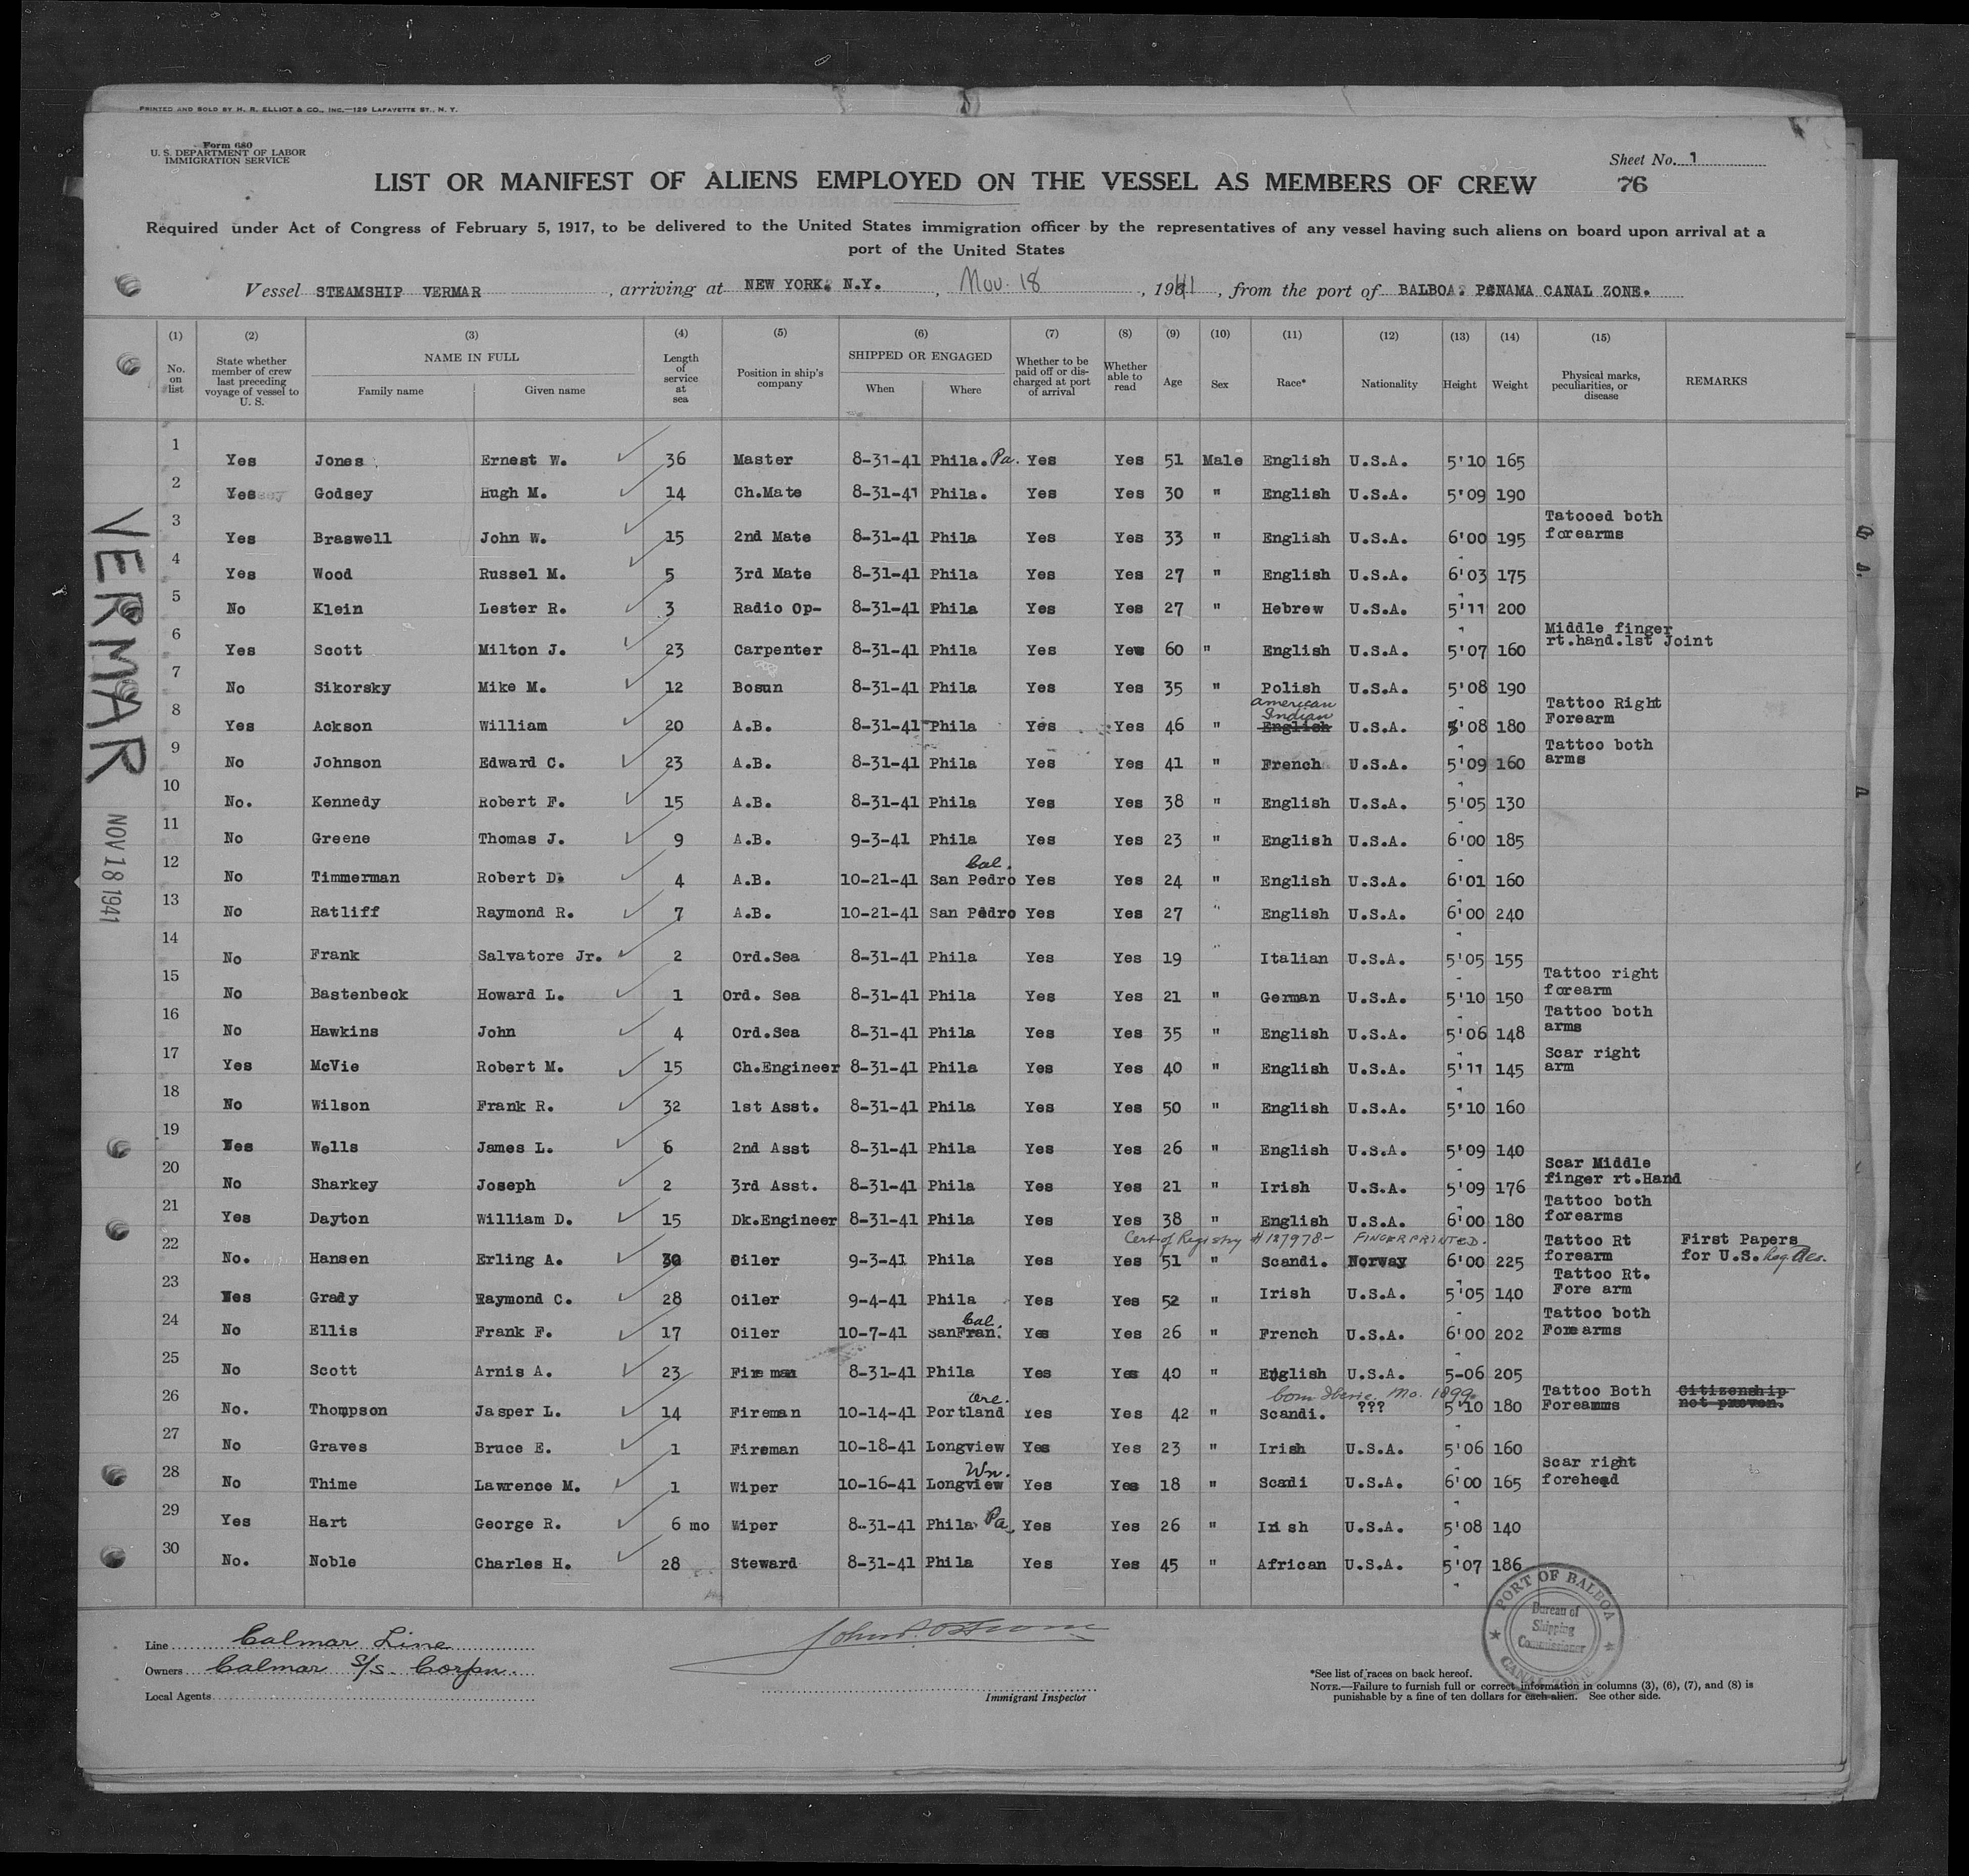 PRINTED AND SOLD BY H. R. ELLIOT & CO., INC.—129 LAFAYETTE ST., N. Y.
Form 680
U. S. DEPARTMENT OF LABOR
IMMIGRATION SERVICE
Sheet No. 1
LIST OR MANIFEST OF ALIENS EMPLOYED ON THE VESSEL AS MEMBERS OF CREW
76
Required under Act of Congress of February 5, 1917, to be delivered to the United States immigration officer by the representatives of any vessel having such aliens on board upon arrival at a
port of the United States
Vessel STEAMSHIP VERMAR, arriving at NEW YORK. N.Y., Nov. 18, 1941, from the port of BALBOA. PANAMA CANAL ZONE.
(1) (2) (3) (4) (5) (6) (7) (8) (9) (10) (11) (12) (13) (14) (15)
No. on list
State whether member of crew last preceding voyage of vessel to U. S.
NAME IN FULL
Family name
Given name
Length of service at sea
Position in ship's company
SHIPPED OR ENGAGED
When
Where
Whether to be paid off or discharged at port of arrival
Whether able to read
Age
Sex
Race*
Nationality
Height
Weight
Physical marks, peculiarities, or disease
REMARKS
1 Yes Jones Ernest W. 36 Master 8-31-41 Phila. Pa. Yes Yes 51 Male English U.S.A. 5'10 165
2 Yes Godsey Hugh M. 14 Ch.Mate 8-31-41 Phila. Yes Yes 30 " English U.S.A. 5'09 190
3 Yes Braswell John W. 15 2nd Mate 8-31-41 Phila Yes Yes 33 " English U.S.A. 6'00 195 Tatooed both forearms
4 Yes Wood Russel M. 5 3rd Mate 8-31-41 Phila Yes Yes 27 " English U.S.A. 6'03 175
5 No Klein Lester R. 3 Radio Op- 8-31-41 Phila Yes Yes 27 " Hebrew U.S.A. 5'11 200
6 Yes Scott Milton J. 23 Carpenter 8-31-41 Phila Yes Yes 60 " English U.S.A. 5'07 160 Middle finger rt.hand.1st Joint
7 No Sikorsky Mike M. 12 Bosun 8-31-41 Phila Yes Yes 35 " Polish U.S.A. 5'08 190
8 Yes Ackson William 20 A.B. 8-31-41 Phila Yes Yes 46 " English American Indian U.S.A. 5'08 180 Tattoo Right Forearm
9 No Johnson Edward C. 23 A.B. 8-31-41 Phila Yes Yes 41 " French U.S.A. 5'09 160 Tattoo both arms
10 No. Kennedy Robert F. 15 A.B. 8-31-41 Phila Yes Yes 38 " English U.S.A. 5'05 130
11 No Greene Thomas J. 9 A.B. 9-3-41 Phila Yes Yes 23 " English U.S.A. 6'00 185
12 No Timmerman Robert D. 4 A.B. 10-21-41 San Pedro Cal. Yes Yes 24 " English U.S.A. 6'01 160
13 No Ratliff Raymond R. 7 A.B. 10-21-41 San Pedro Yes Yes 27 " English U.S.A. 6'00 240
14 No Frank Salvatore Jr. 2 Ord.Sea 8-31-41 Phila Yes Yes 19 " Italian U.S.A. 5'05 155
15 No Bastenbeck Howard L. 1 Ord. Sea 8-31-41 Phila Yes Yes 21 " German U.S.A. 5'10 150 Tattoo right forearm
16 No Hawkins John 4 Ord.Sea 8-31-41 Phila Yes Yes 35 " English U.S.A. 5'06 148 Tattoo both arms
17 Yes McVie Robert M. 15 Ch.Engineer 8-31-41 Phila Yes Yes 40 " English U.S.A. 5'11 145 Scar right arm
18 No Wilson Frank R. 32 1st Asst. 8-31-41 Phila Yes Yes 50 " English U.S.A. 5'10 160
19 Yes Wells James L. 6 2nd Asst 8-31-41 Phila Yes Yes 26 " English U.S.A. 5'09 140
20 No Sharkey Joseph 2 3rd Asst. 8-31-41 Phila Yes Yes 21 " Irish U.S.A. 5'09 176 Scar Middle finger rt.Hand
21 Yes Dayton William D. 15 Dk.Engineer 8-31-41 Phila Yes Yes 38 " English U.S.A. 6'00 180 Tattoo both forearms
Cert of Registry #127978- FINGERPRINTED.
22 No. Hansen Erling A. 30 Oiler 9-3-41 Phila Yes Yes 51 " Scandi. Norway 6'00 225 Tattoo Rt forearm First Papers for U.S.
23 Yes Grady Raymond C. 28 Oiler 9-4-41 Phila Yes Yes 52 " Irish U.S.A. 5'05 140 Tattoo Rt. Fore arm
24 No Ellis Frank F. 17 Oiler 10-7-41 SanFran. Cal. Yes Yes 26 " French U.S.A. 6'00 202 Tattoo both Forearms
25 No Scott Arnis A. 23 Fireman 8-31-41 Phila Yes Yes 40 " English U.S.A. 5-06 205
26 No. Thompson Jasper L. 14 Fireman 10-14-41 Portland Ore. Yes Yes 42 " Scandi. ??? 5'10 180 Tattoo Both Forearms Citizenship not proven.
27 No Graves Bruce E. 1 Fireman 10-18-41 Longview Yes Yes 23 " Irish U.S.A. 5'06 160
28 No Thime Lawrence M. 1 Wiper 10-16-41 Longview Wn. Yes Yes 18 " Scadi U.S.A. 6'00 165 Scar right forehead
29 Yes Hart George R. 6 mo Wiper 8-31-41 Phila Pa. Yes Yes 26 " Irish U.S.A. 5'08 140
30 No. Noble Charles H. 28 Steward 8-31-41 Phila Yes Yes 45 " African U.S.A. 5'07 186
VERMAR
NOV 18 1941
PORT OF BALBOA
Bureau of
Shipping
Commissioner
Line Calmar Line
Owners Calmar S/S. Corpn.
Local Agents
Immigrant Inspector
*See list of races on back hereof.
NOTE.—Failure to furnish full or correct information in columns (3), (6), (7), and (8) is
punishable by a fine of ten dollars for each alien. See other side.